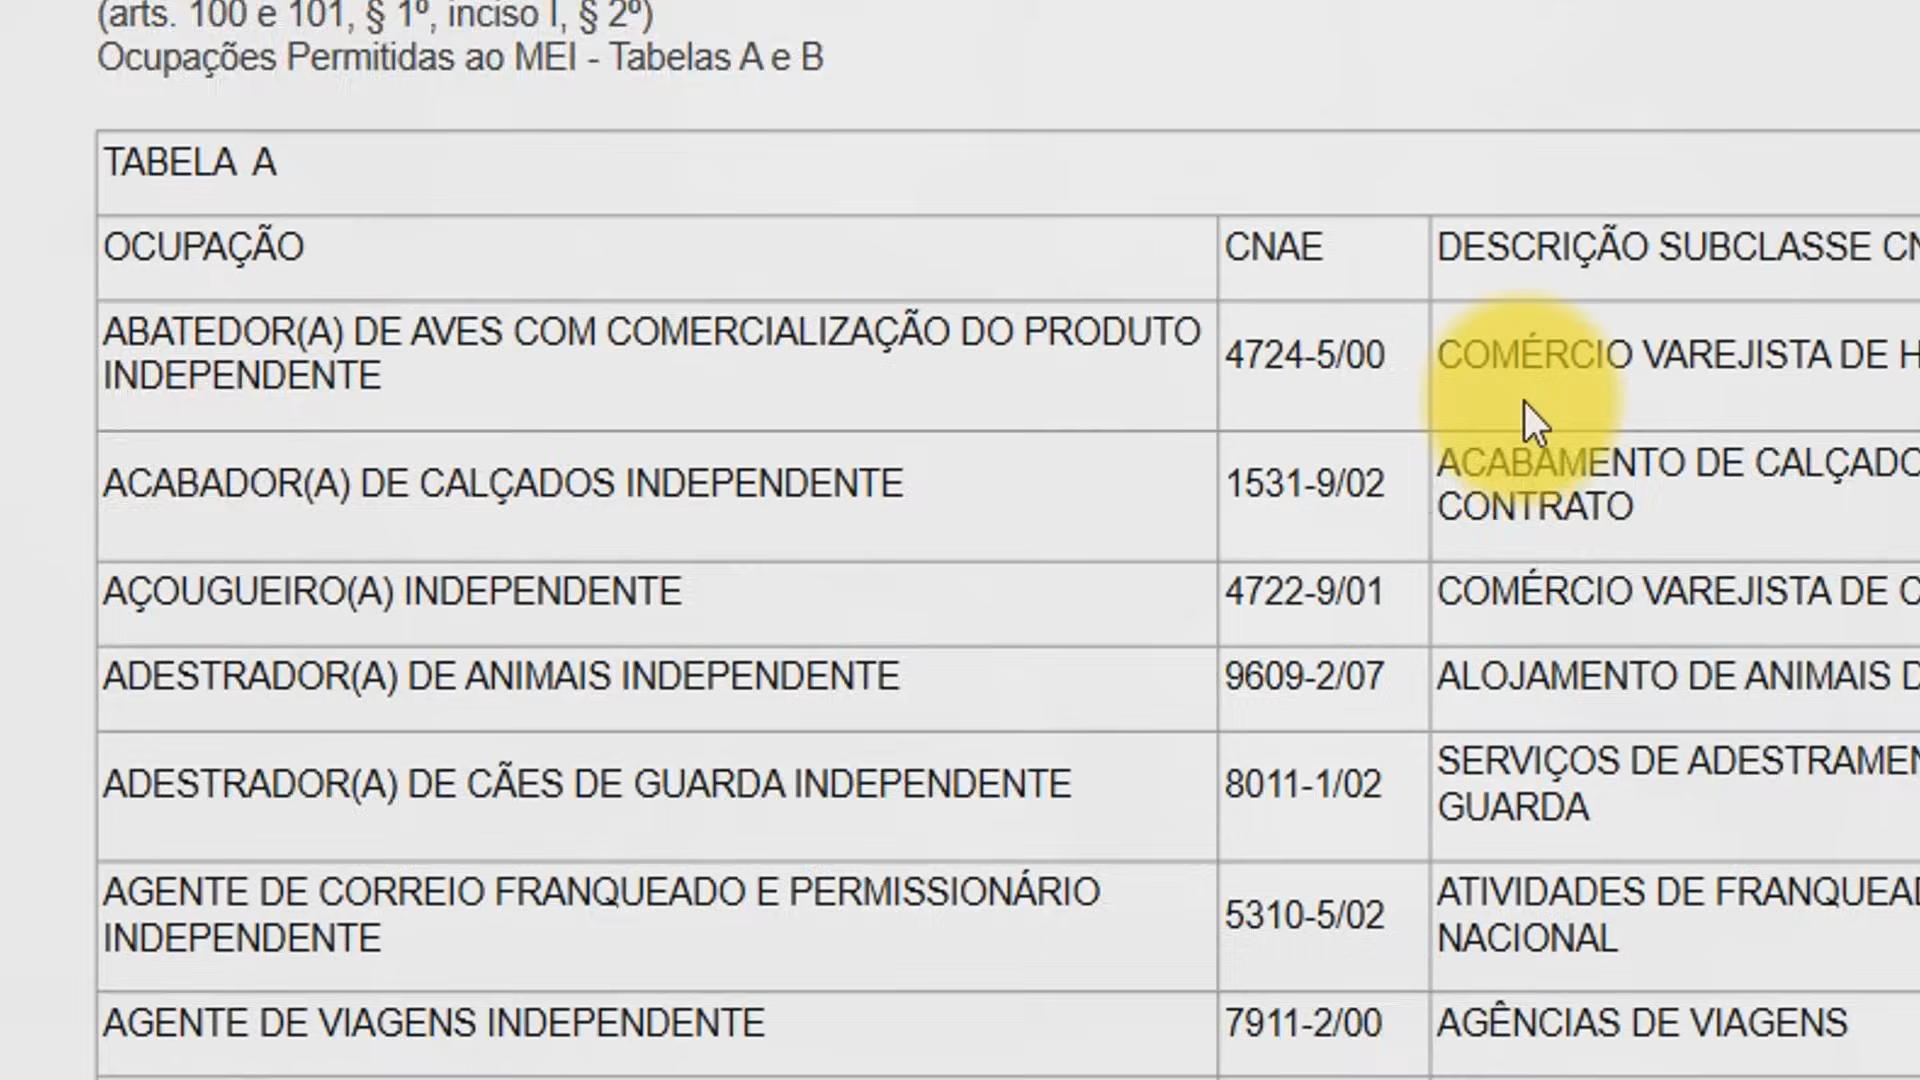 (arts. 100 e 101, § 1º, inciso I, § 2º)
Ocupações Permitidas ao MEI - Tabelas A e B
TABELA A
OCUPAÇÃO CNAE DESCRIÇÃO SUBCLASSE
ABATEDOR(A) DE AVES COM COMERCIALIZAÇÃO DO PRODUTO
INDEPENDENTE
4724-5/00
COMÉRCIO VAREJISTA DE
ACABADOR(A) DE CALÇADOS INDEPENDENTE
1531-9/02
ACABAMENTO DE
CONTRATO
AÇOUGUEIRO(A) INDEPENDENTE
4722-9/01
COMÉRCIO VAREJISTA DE
ADESTRADOR(A) DE ANIMAIS INDEPENDENTE
9609-2/07
ALOJAMENTO DE ANIMAIS
ADESTRADOR(A) DE CÃES DE GUARDA INDEPENDENTE
8011-1/02
SERVIÇOS DE
GUARDA
AGENTE DE CORREIO FRANQUEADO E PERMISSIONÁRIO
INDEPENDENTE
5310-5/02
ATIVIDADES DE
NACIONAL
AGENTE DE VIAGENS INDEPENDENTE
7911-2/00
AGÊNCIAS DE VIAGENS